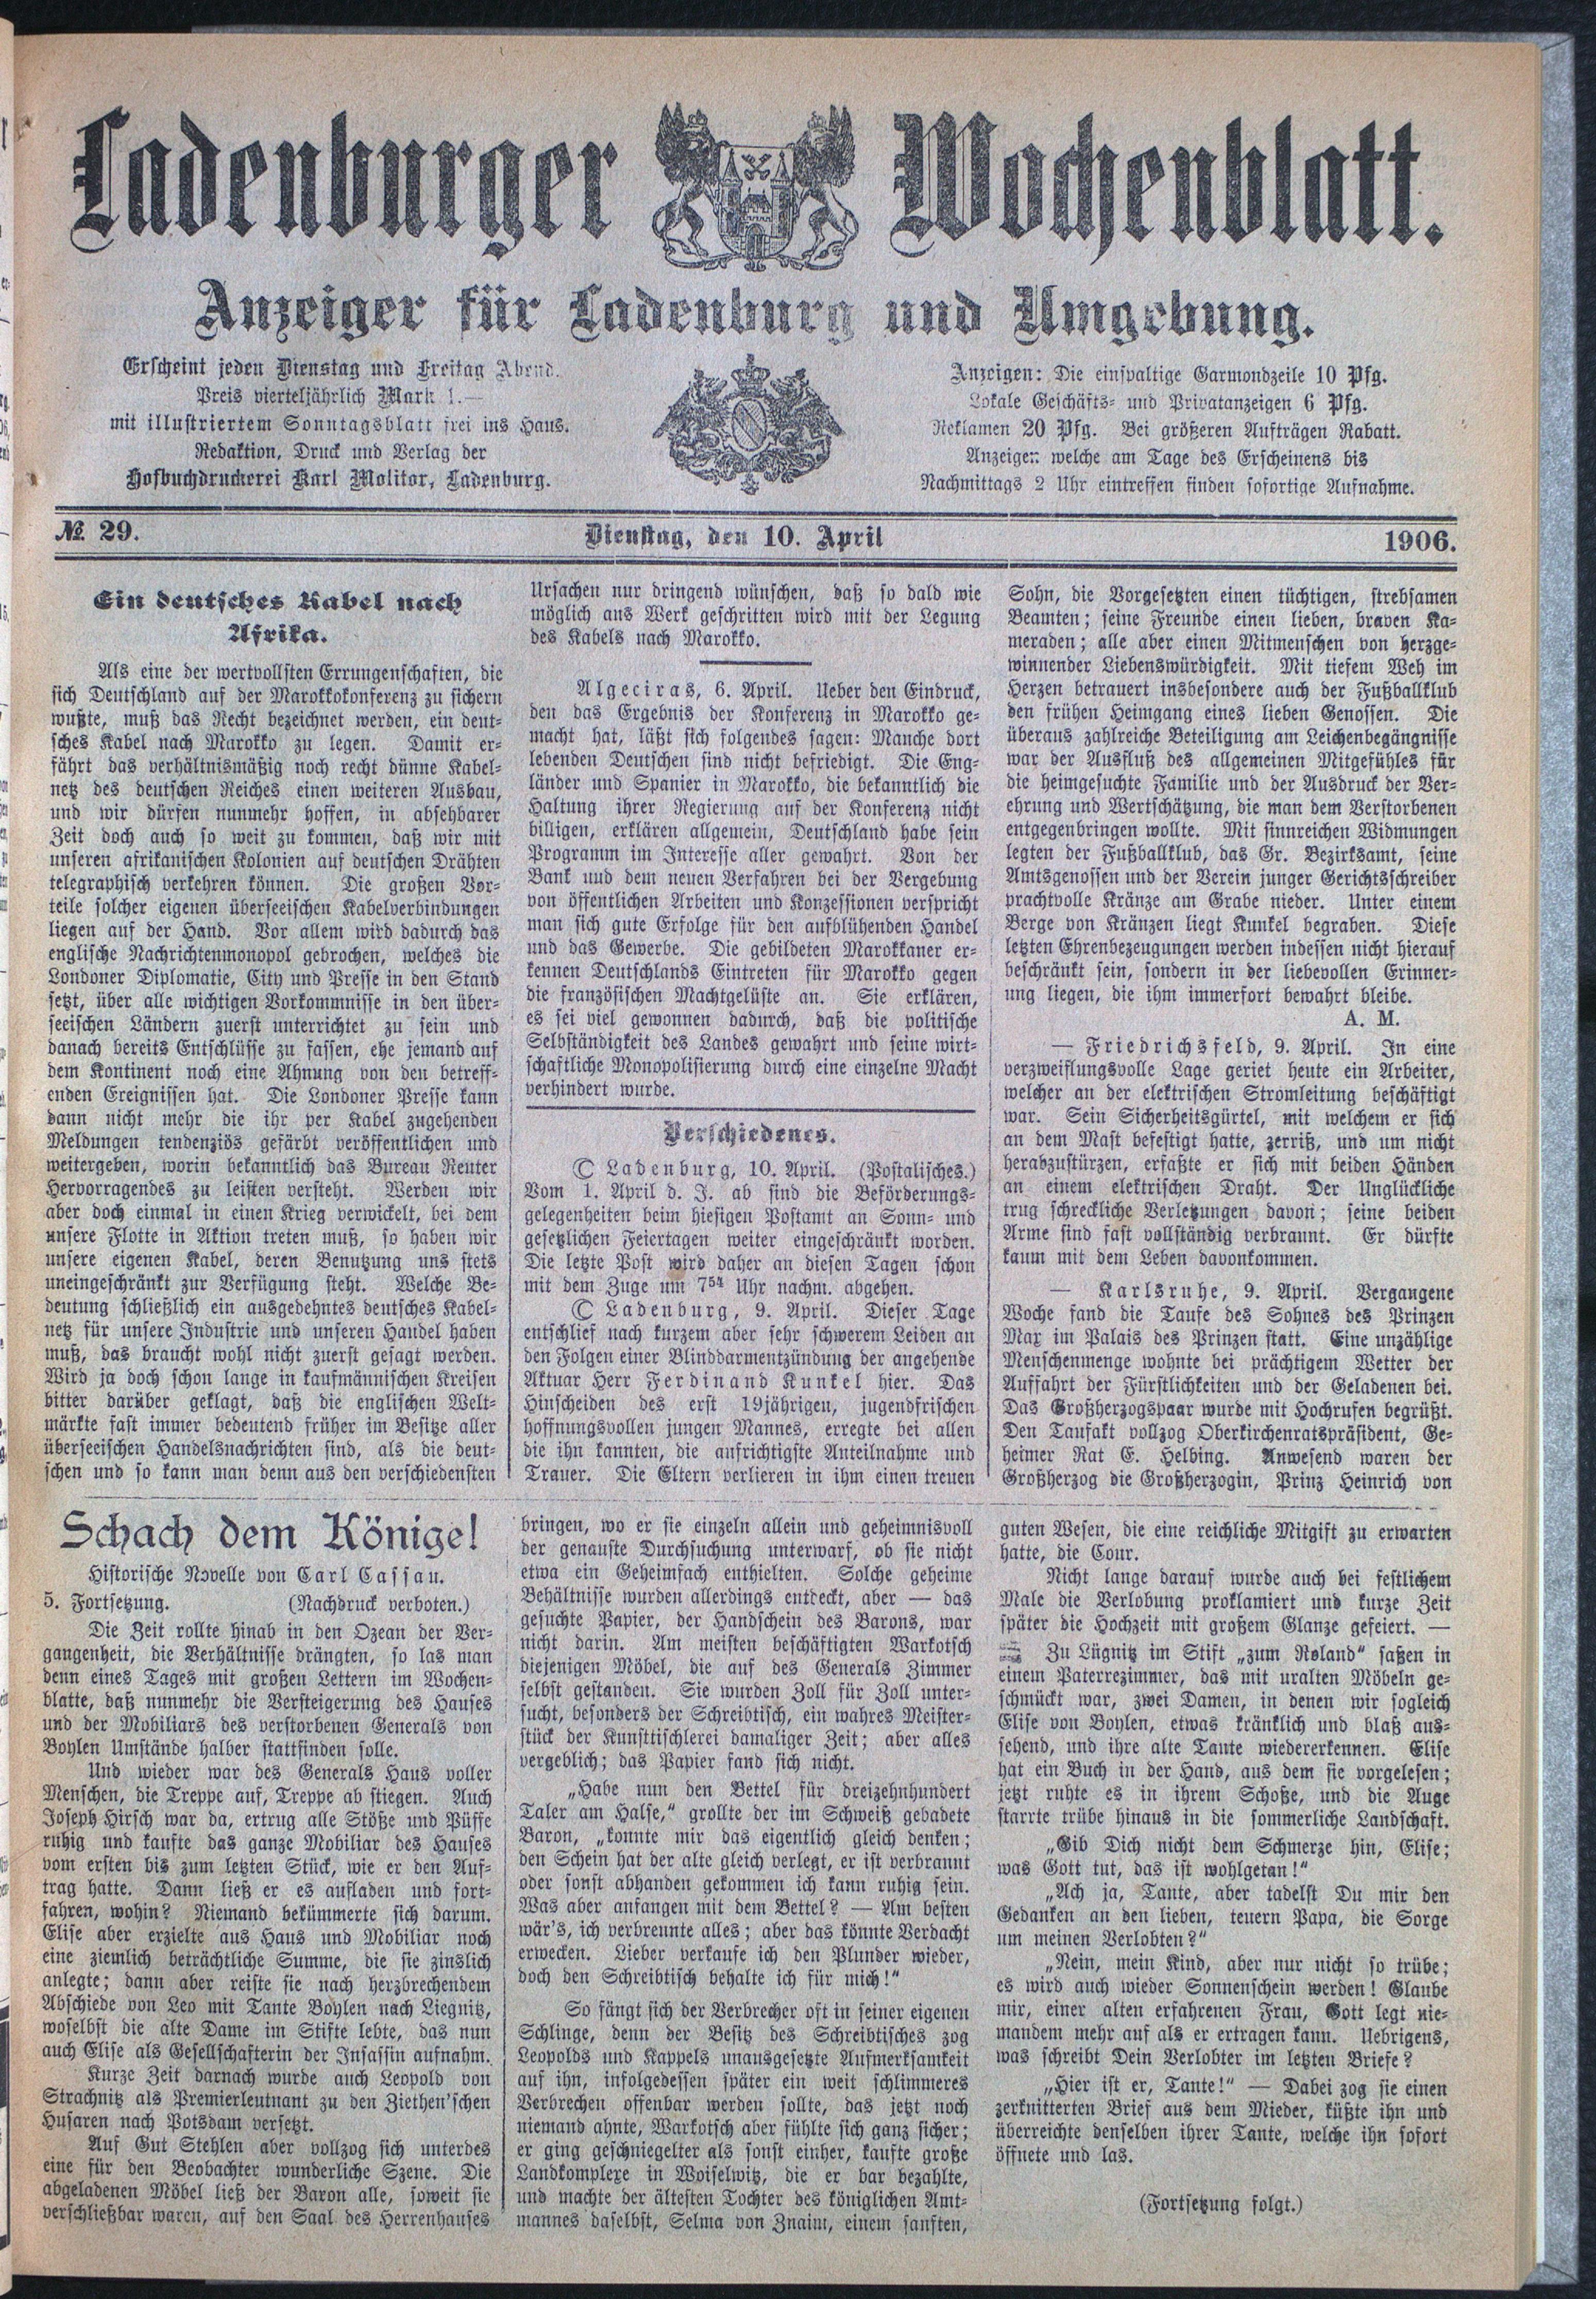 Ladenburger Wochenblatt.
Anzeiger für Ladenburg und Umgebung.
Erscheint jeden Dienstag und Freitag Abend.
Preis vierteljährlich Mark 1.—
mit illustriertem Sonntagsblatt frei ins Haus.
Redaktion, Druck und Verlag der
Hofbuchdruckerei Karl Molitor, Ladenburg.
Anzeigen: Die einspaltige Garmondzeile 10 Pfg.
Lokale Geschäfts- und Privatanzeigen 6 Pfg.
Reklamen 20 Pfg. Bei größeren Aufträgen Rabatt.
Anzeigen welche am Tage des Erscheinens bis
Nachmittags 2 Uhr eintreffen finden sofortige Aufnahme.
№ 29. Dienstag, den 10. April 1906.
Ein deutsches Kabel nach
Afrika.
Als eine der wertvollsten Errungenschaften, die
sich Deutschland auf der Marokkokonferenz zu sichern
wußte, muß das Recht bezeichnet werden, ein deut-
sches Kabel nach Marokko zu legen. Damit er-
fährt das verhältnismäßig noch recht dünne Kabel-
netz des deutschen Reiches einen weiteren Ausbau,
und wir dürfen nunmehr hoffen, in absehbarer
Zeit doch auch so weit zu kommen, daß wir mit
unseren afrikanischen Kolonien auf deutschen Drähten
telegraphisch verkehren können. Die großen Vor-
teile solcher eigenen überseeischen Kabelverbindungen
liegen auf der Hand. Vor allem wird dadurch das
englische Nachrichtenmonopol gebrochen, welches die
Londoner Diplomatie, City und Presse in den Stand
setzt, über alle wichtigen Vorkommnisse in den über-
seeischen Ländern zuerst unterrichtet zu sein und
danach bereits Entschlüsse zu fassen, ehe jemand auf
dem Kontinent noch eine Ahnung von den betreff-
enden Ereignissen hat. Die Londoner Presse kann
dann nicht mehr die ihr per Kabel zugehenden
Meldungen tendenziös gefärbt veröffentlichen und
weitergeben, worin bekanntlich das Bureau Reuter
Hervorragendes zu leisten versteht. Werden wir
aber doch einmal in einen Krieg verwickelt, bei dem
unsere Flotte in Aktion treten muß, so haben wir
unsere eigenen Kabel, deren Benutzung uns stets
uneingeschränkt zur Verfügung steht. Welche Be-
deutung schließlich ein ausgedehntes deutsches Kabel-
netz für unsere Industrie und unseren Handel haben
muß, das braucht wohl nicht zuerst gesagt werden.
Wird ja doch schon lange in kaufmännischen Kreisen
bitter darüber geklagt, daß die englischen Welt-
märkte fast immer bedeutend früher im Besitze aller
überseeischen Handelsnachrichten sind, als die deut-
schen und so kann man denn aus den verschiedensten
Ursachen nur dringend wünschen, daß so bald wie
möglich ans Werk geschritten wird mit der Legung
des Kabels nach Marokko.
Algeciras, 6. April. Ueber den Eindruck,
den das Ergebnis der Konferenz in Marokko ge-
macht hat, läßt sich folgendes sagen: Manche dort
lebenden Deutschen sind nicht befriedigt. Die Eng-
länder und Spanier in Marokko, die bekanntlich die
Haltung ihrer Regierung auf der Konferenz nicht
billigen, erklären allgemein, Deutschland habe sein
Programm im Interesse aller gewahrt. Von der
Bank und dem neuen Verfahren bei der Vergebung
von öffentlichen Arbeiten und Konzessionen verspricht
man sich gute Erfolge für den aufblühenden Handel
und das Gewerbe. Die gebildeten Marokkaner er-
kennen Deutschlands Eintreten für Marokko gegen
die französischen Machtgelüste an. Sie erklären,
es sei viel gewonnen dadurch, daß die politische
Selbständigkeit des Landes gewahrt und seine wirt-
schaftliche Monopolisierung durch eine einzelne Macht
verhindert wurde.
Verschiedenes.
Ⓒ Ladenburg, 10. April. (Postalisches.)
Vom 1. April d. J. ab sind die Beförderungs-
gelegenheiten beim hiesigen Postamt an Sonn- und
gesetzlichen Feiertagen weiter eingeschränkt worden.
Die letzte Post wird daher an diesen Tagen schon
mit dem Zuge um 7⁵⁴ Uhr nachm. abgehen.
Ⓒ Ladenburg, 9. April. Dieser Tage
entschlief nach kurzem aber sehr schwerem Leiden an
den Folgen einer Blinddarmentzündung der angehende
Aktuar Herr Ferdinand Kunkel hier. Das
Hinscheiden des erst 19jährigen, jugendfrischen
hoffnungsvollen jungen Mannes, erregte bei allen
die ihn kannten, die aufrichtigste Anteilnahme und
Trauer. Die Eltern verlieren in ihm einen treuen
Sohn, die Vorgesetzten einen tüchtigen, strebsamen
Beamten; seine Freunde einen lieben, braven Ka-
meraden; alle aber einen Mitmenschen von herzge-
winnender Liebenswürdigkeit. Mit tiefem Weh im
Herzen betrauert insbesondere auch der Fußballklub
den frühen Heimgang eines lieben Genossen. Die
überaus zahlreiche Beteiligung am Leichenbegängnisse
war der Ausfluß des allgemeinen Mitgefühles für
die heimgesuchte Familie und der Ausdruck der Ver-
ehrung und Wertschätzung, die man dem Verstorbenen
entgegenbringen wollte. Mit sinnreichen Widmungen
legten der Fußballklub, das Gr. Bezirksamt, seine
Amtsgenossen und der Verein junger Gerichtsschreiber
prachtvolle Kränze am Grabe nieder. Unter einem
Berge von Kränzen liegt Kunkel begraben. Diese
letzten Ehrenbezeugungen werden indessen nicht hierauf
beschränkt sein, sondern in der liebevollen Erinner-
ung liegen, die ihm immerfort bewahrt bleibe.
A. M.
— Friedrichsfeld, 9. April. In eine
verzweiflungsvolle Lage geriet heute ein Arbeiter,
welcher an der elektrischen Stromleitung beschäftigt
war. Sein Sicherheitsgürtel, mit welchem er sich
an dem Mast befestigt hatte, zerriß, und um nicht
herabzustürzen, erfaßte er sich mit beiden Händen
an einem elektrischen Draht. Der Unglückliche
trug schreckliche Verletzungen davon; seine beiden
Arme sind fast vollständig verbrannt. Er dürfte
kaum mit dem Leben davonkommen.
— Karlsruhe, 9. April. Vergangene
Woche fand die Taufe des Sohnes des Prinzen
Max im Palais des Prinzen statt. Eine unzählige
Menschenmenge wohnte bei prächtigem Wetter der
Auffahrt der Fürstlichkeiten und der Geladenen bei.
Das Großherzogspaar wurde mit Hochrufen begrüßt.
Den Taufakt vollzog Oberkirchenratspräsident, Ge-
heimer Rat E. Helbing. Anwesend waren der
Großherzog die Großherzogin, Prinz Heinrich von
Schach dem Könige!
Historische Novelle von Carl Cassau.
5. Fortsetzung. (Nachdruck verboten.)
Die Zeit rollte hinab in den Ozean der Ver-
gangenheit, die Verhältnisse drängten, so las man
denn eines Tages mit großen Lettern im Wochen-
blatte, daß nunmehr die Versteigerung des Hauses
und der Mobiliars des verstorbenen Generals von
Boylen Umstände halber stattfinden solle.
Und wieder war des Generals Haus voller
Menschen, die Treppe auf, Treppe ab stiegen. Auch
Joseph Hirsch war da, ertrug alle Stöße und Püffe
ruhig und kaufte das ganze Mobiliar des Hauses
vom ersten bis zum letzten Stück, wie er den Auf-
trag hatte. Dann ließ er es aufladen und fort-
fahren, wohin? Niemand bekümmerte sich darum.
Elise aber erzielte aus Haus und Mobiliar noch
eine ziemlich beträchtliche Summe, die sie zinslich
anlegte; dann aber reiste sie nach herzbrechendem
Abschiede von Leo mit Tante Boylen nach Liegnitz,
woselbst die alte Dame im Stifte lebte, das nun
auch Elise als Gesellschafterin der Insassin aufnahm.
Kurze Zeit darnach wurde auch Leopold von
Strachnitz als Premierleutnant zu den Ziethen'schen
Husaren nach Potsdam versetzt.
Auf Gut Stehlen aber vollzog sich unterdes
eine für den Beobachter wunderliche Szene. Die
abgeladenen Möbel ließ der Baron alle, soweit sie
verschließbar waren, auf den Saal des Herrenhauses
bringen, wo er sie einzeln allein und geheimnisvoll
der genauste Durchsuchung unterwarf, ob sie nicht
etwa ein Geheimfach enthielten. Solche geheime
Behältnisse wurden allerdings entdeckt, aber — das
gesuchte Papier, der Handschein des Barons, war
nicht darin. Am meisten beschäftigten Warkotsch
diejenigen Möbel, die auf des Generals Zimmer
selbst gestanden. Sie wurden Zoll für Zoll unter-
sucht, besonders der Schreibtisch, ein wahres Meister-
stück der Kunsttischlerei damaliger Zeit; aber alles
vergeblich; das Papier fand sich nicht.
„Habe nun den Bettel für dreizehnhundert
Taler am Halse,“ grollte der im Schweiß gebadete
Baron, „konnte mir das eigentlich gleich denken;
den Schein hat der alte gleich verlegt, er ist verbrannt
oder sonst abhanden gekommen ich kann ruhig sein.
Was aber anfangen mit dem Bettel? — Am besten
wär's, ich verbrennte alles; aber das könnte Verdacht
erwecken. Lieber verkaufe ich den Plunder wieder,
doch den Schreibtisch behalte ich für mich!“
So fängt sich der Verbrecher oft in seiner eigenen
Schlinge, denn der Besitz des Schreibtisches zog
Leopolds und Kappels unausgesetzte Aufmerksamkeit
auf ihn, infolgedessen später ein weit schlimmeres
Verbrechen offenbar werden sollte, das jetzt noch
niemand ahnte, Warkotsch aber fühlte sich ganz sicher;
er ging geschniegelter als sonst einher, kaufte große
Landkomplexe in Woiselwitz, die er bar bezahlte,
und machte der ältesten Tochter des königlichen Amt-
mannes daselbst, Selma von Znaim, einem sanften,
guten Wesen, die eine reichliche Mitgift zu erwarten
hatte, die Cour.
Nicht lange darauf wurde auch bei festlichem
Male die Verlobung proklamiert und kurze Zeit
später die Hochzeit mit großem Glanze gefeiert. —
Zu Lügnitz im Stift „zum Roland“ saßen in
einem Paterrezimmer, das mit uralten Möbeln ge-
schmückt war, zwei Damen, in denen wir sogleich
Elise von Boylen, etwas kränklich und blaß aus-
sehend, und ihre alte Tante wiedererkennen. Elise
hat ein Buch in der Hand, aus dem sie vorgelesen;
jetzt ruhte es in ihrem Schoße, und die Auge
starrte trübe hinaus in die sommerliche Landschaft.
„Gib Dich nicht dem Schmerze hin, Elise;
was Gott tut, das ist wohlgetan!“
„Ach ja, Tante, aber tadelst Du mir den
Gedanken an den lieben, teuern Papa, die Sorge
um meinen Verlobten?“
„Nein, mein Kind, aber nur nicht so trübe;
es wird auch wieder Sonnenschein werden! Glaube
mir, einer alten erfahrenen Frau, Gott legt nie-
mandem mehr auf als er ertragen kann. Uebrigens,
was schreibt Dein Verlobter im letzten Briefe?
„Hier ist er, Tante!“ — Dabei zog sie einen
zerknitterten Brief aus dem Mieder, küßte ihn und
überreichte denselben ihrer Tante, welche ihn sofort
öffnete und las.
(Fortsetzung folgt.)